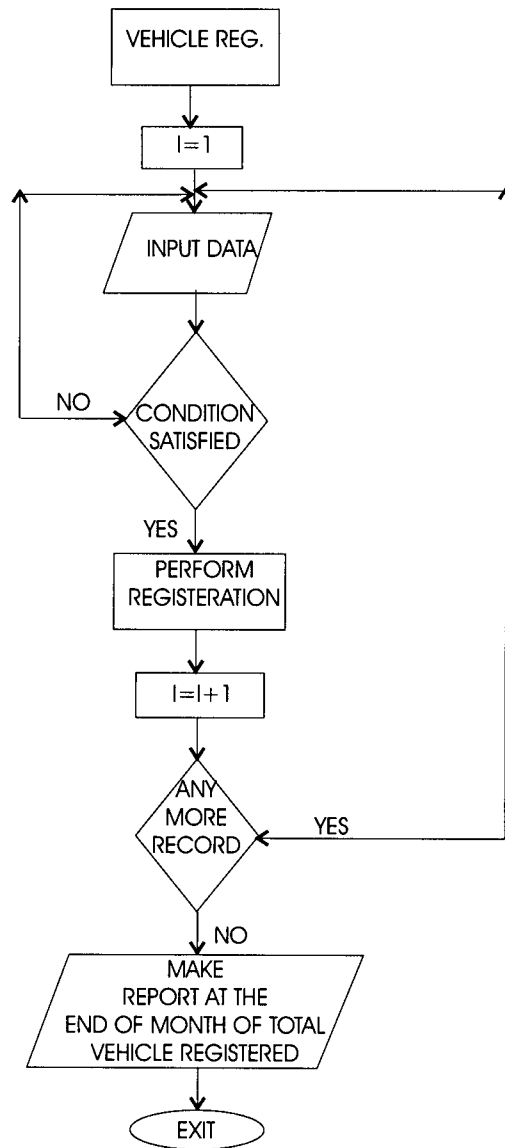 VEHICLE REG.
I=1
INPUT DATA
NO
CONDITION
SATISFIED
YES
PERFORM
REGISTERATION
I=I+1
ANY
MORE
RECORD
YES
NO
MAKE
REPORT AT THE
END OF MONTH OF TOTAL
VEHICLE REGISTERED
EXIT